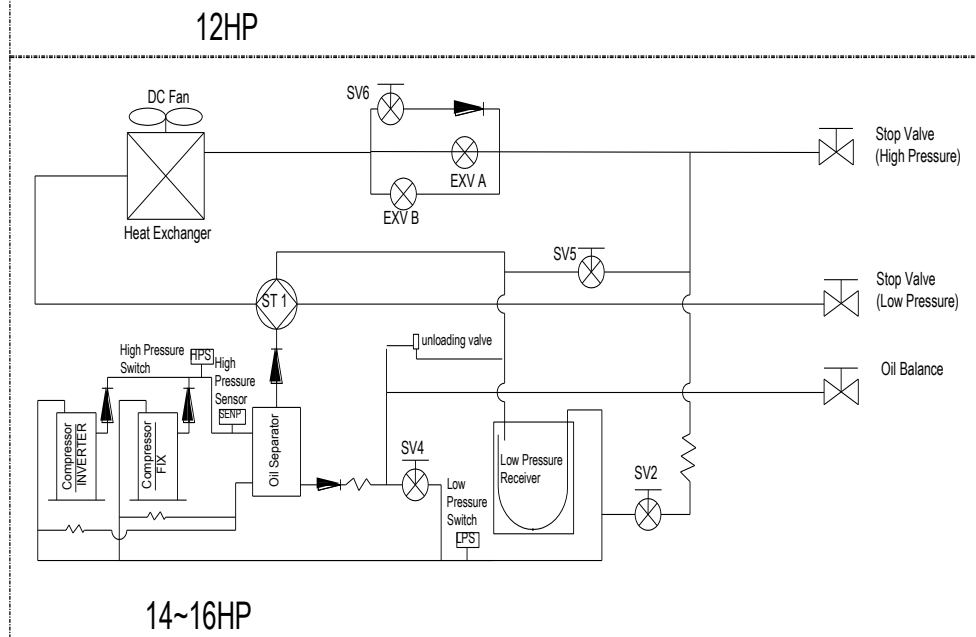 12HP
DC Fan
SV6
Stop Valve
(High Pressure)
EXV A
EXV B
Heat Exchanger
SV5
Stop Valve
(Low Pressure)
ST 1
unloading valve
High Pressure
Switch
HPS
High
Pressure
Sensor
SENP
Oil Balance
Compressor
INVERTER
Compressor
FIX
Oil Separator
SV4
Low Pressure
Receiver
SV2
Low
Pressure
Switch
LPS
14~16HP